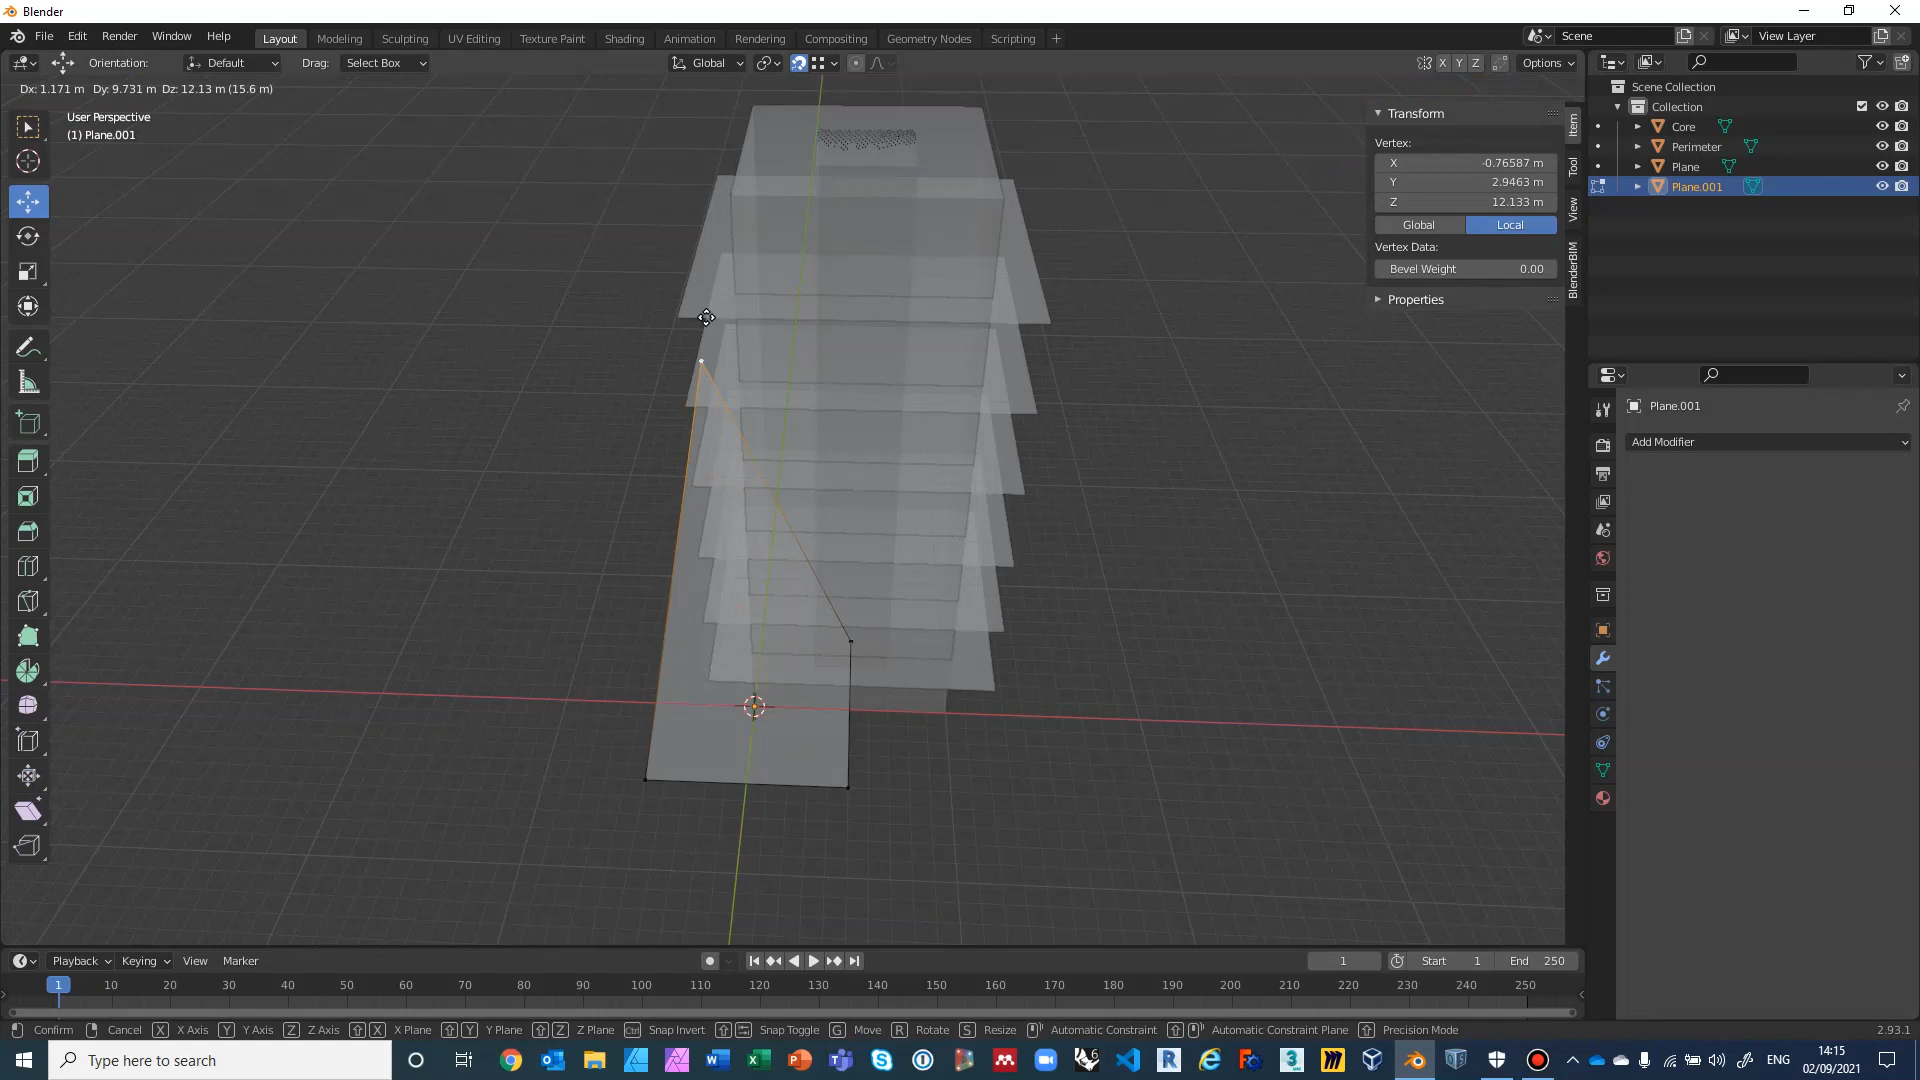 Blender
File Edit Render Window Help Layout Modeling Sculpting UV Editing Texture Paint Shading Animation Rendering Compositing Geometry Nodes Scripting + Scene View Layer
Orientation: Default Drag: Select Box Global X Y Z Options
Dx: 1.171 m Dy: 9.731 m Dz: 12.13 m (15.6 m)
User Perspective
(1) Plane.001
Transform
Vertex:
X -0.76587 m
Y 2.9463 m
Z 12.133 m
Global Local
Vertex Data:
Bevel Weight 0.00
Properties
Item
Tool
View
BlenderBIM
Scene Collection
Collection
Core
Perimeter
Plane
Plane.001
Plane.001
Add Modifier
Playback Keying View Marker 1 Start 1 End 250
1 10 20 30 40 50 60 70 80 90 100 110 120 130 140 150 160 170 180 190 200 210 220 230 240 250
Confirm Cancel X X Axis Y Y Axis Z Z Axis X X Plane Y Y Plane Z Z Plane Ctrl Snap Invert Snap Toggle G Move R Rotate S Resize Automatic Constraint Automatic Constraint Plane Precision Mode 2.93.1
Type here to search
ENG
14:15
02/09/2021